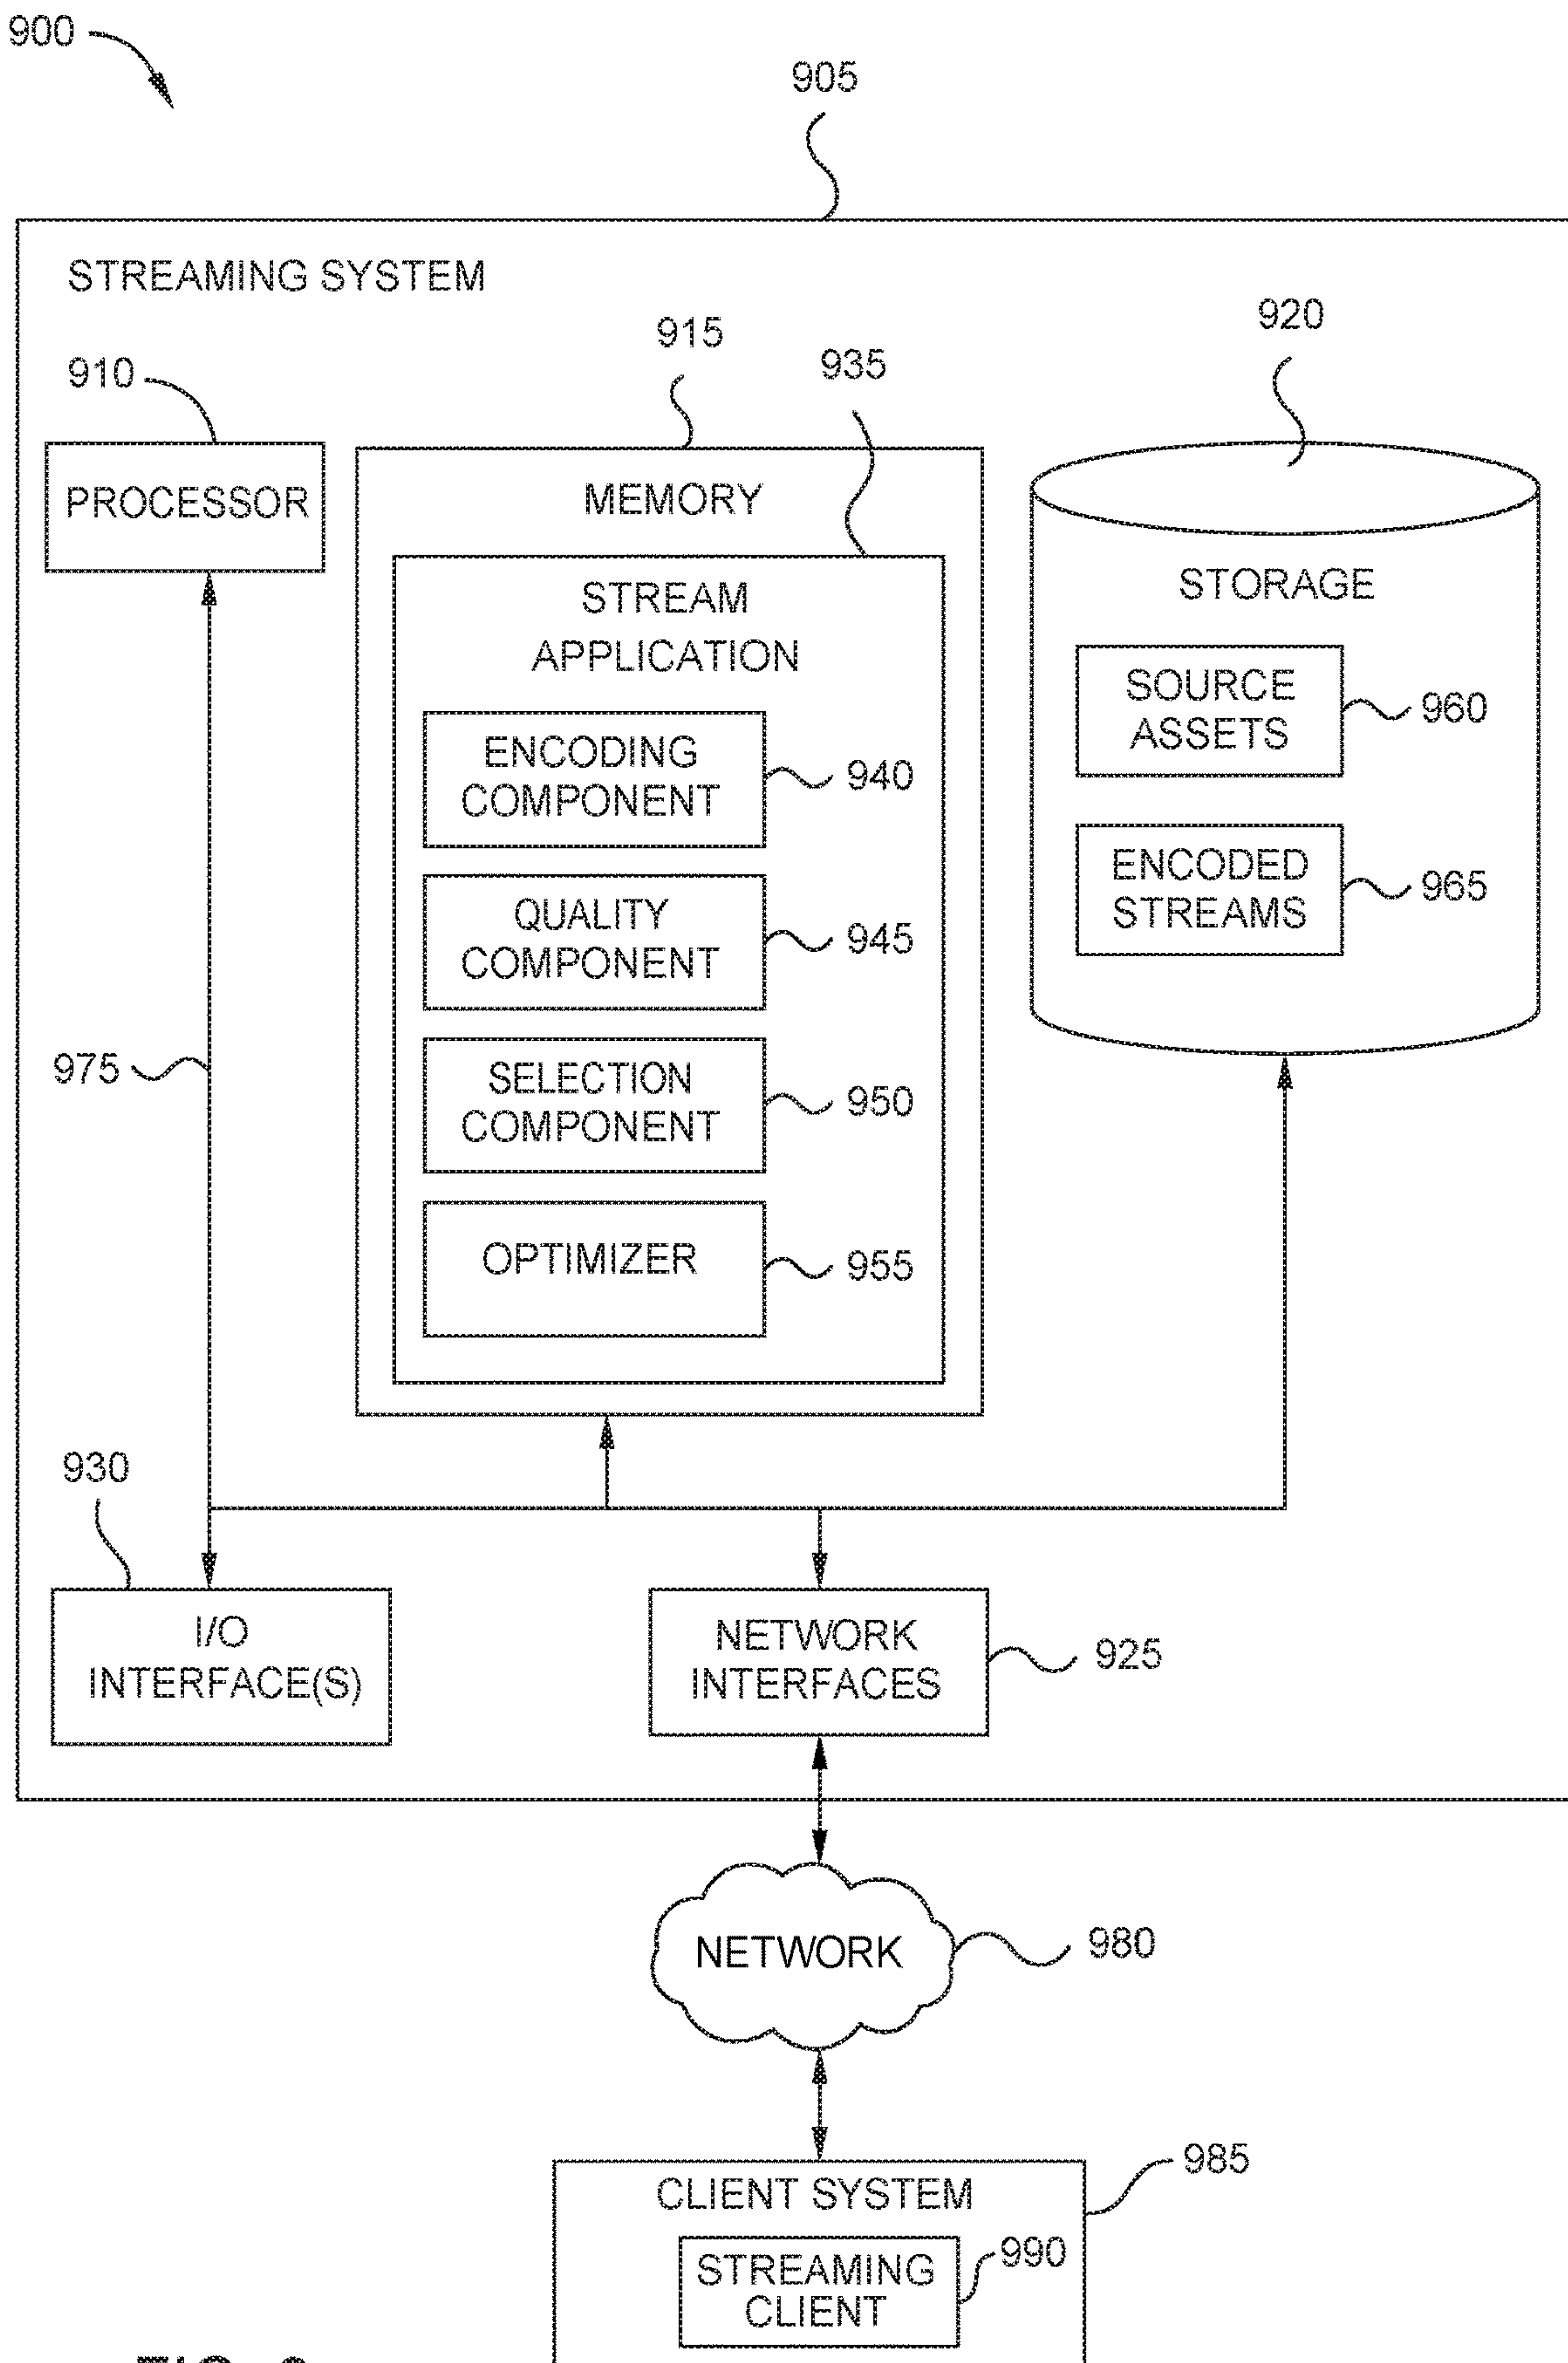 900
905
STREAMING SYSTEM
920
915
935
910
PROCESSOR
MEMORY
STREAM
APPLICATION
STORAGE
SOURCE
ASSETS
960
ENCODING
COMPONENT
940
ENCODED
STREAMS
965
QUALITY
COMPONENT
945
975
SELECTION
COMPONENT
950
OPTIMIZER
955
930
I/O
INTERFACE(S)
NETWORK
INTERFACES
925
NETWORK
980
985
CLIENT SYSTEM
990
STREAMING
CLIENT